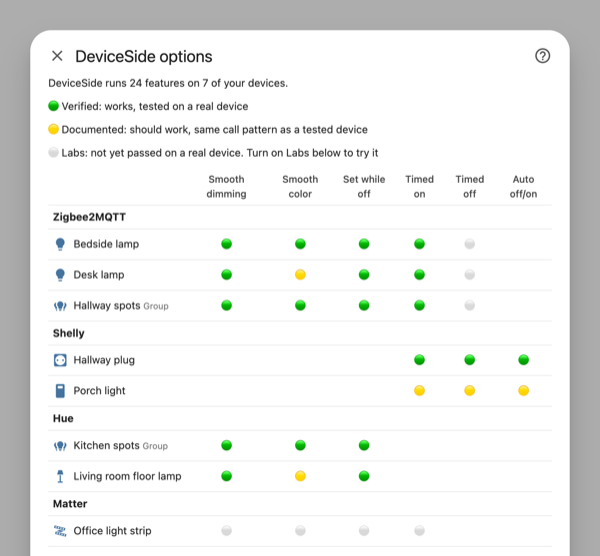 DeviceSide options
DeviceSide runs 24 features on 7 of your devices.
Verified: works, tested on a real device
Documented: should work, same call pattern as a tested device
Labs: not yet passed on a real device. Turn on Labs below to try it
Smooth dimming Smooth color Set while off Timed on Timed off Auto off/on
Zigbee2MQTT
Bedside lamp
Desk lamp
Hallway spots Group
Shelly
Hallway plug
Porch light
Hue
Kitchen spots Group
Living room floor lamp
Matter
Office light strip